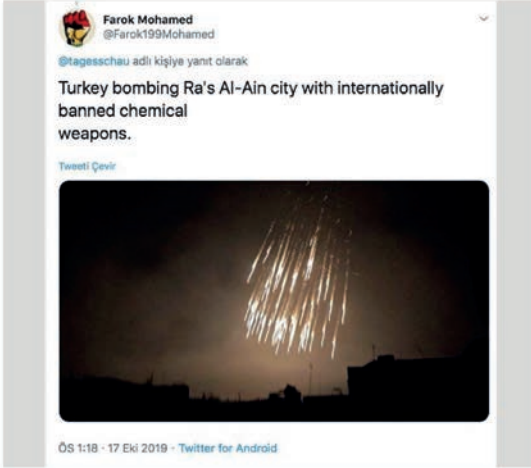 Farok Mohamed
@Farok199Mohamed
@tagesschau adlı kişiye yanıt olarak
Turkey bombing Ra's Al-Ain city with internationally
banned chemical
weapons.
Tweeti Çevir
ÖS 1:18 · 17 Eki 2019 · Twitter for Android